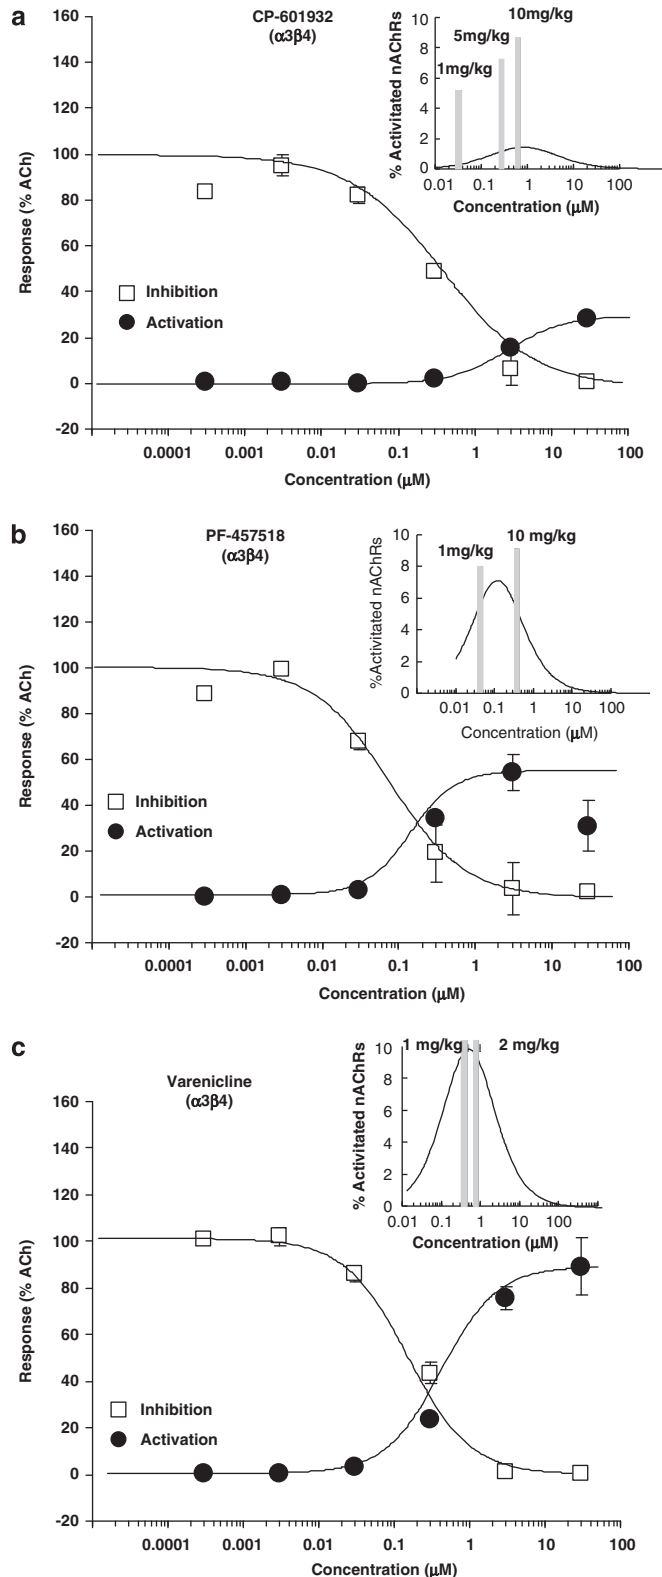 a
CP-601932
(α3β4)
160
140
120
100
80
60
40
20
0
-20
Response (% ACh)
Inhibition
Activation
0.0001
0.001
0.01
0.1
1
10
100
Concentration (μM)
10mg/kg
5mg/kg
1mg/kg
10
8
6
4
2
0
% Activitated nAChRs
0.01
0.1
1
10
100
Concentration (μM)
b
PF-457518
(α3β4)
160
140
120
100
80
60
40
20
0
-20
Response (% ACh)
Inhibition
Activation
0.0001
0.001
0.01
0.1
1
10
100
Concentration (μM)
1mg/kg
10 mg/kg
10
8
6
4
2
0
%Activitated nAChRs
0.01
0.1
1
10
100
Concentration (μM)
c
Varenicline
(α3β4)
160
140
120
100
80
60
40
20
0
-20
Response (% ACh)
Inhibition
Activation
0.0001
0.001
0.01
0.1
1
10
100
Concentration (μM)
1 mg/kg
2 mg/kg
10
8
6
4
2
0
% Activitated nAChRs
0.01
0.1
1
10
100
Concentration (μM)